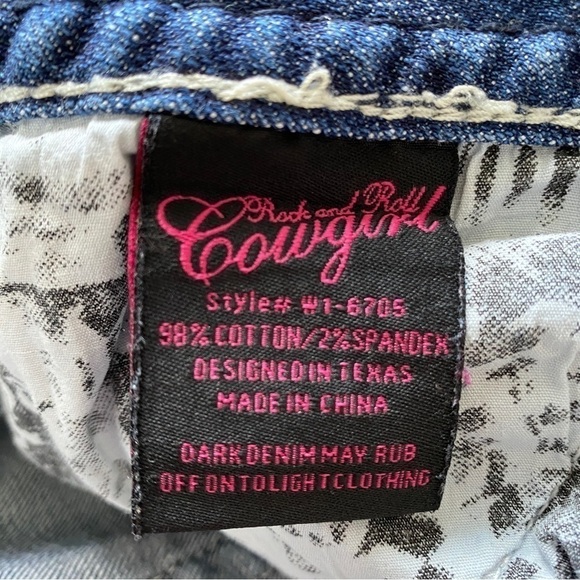 Rock and Roll
Cowgirl
Style# W1-6705
98% COTTON/2% SPANDEX
DESIGNED IN TEXAS
MADE IN CHINA
DARK DENIM MAY RUB
OFF ONTO LIGHT CLOTHING